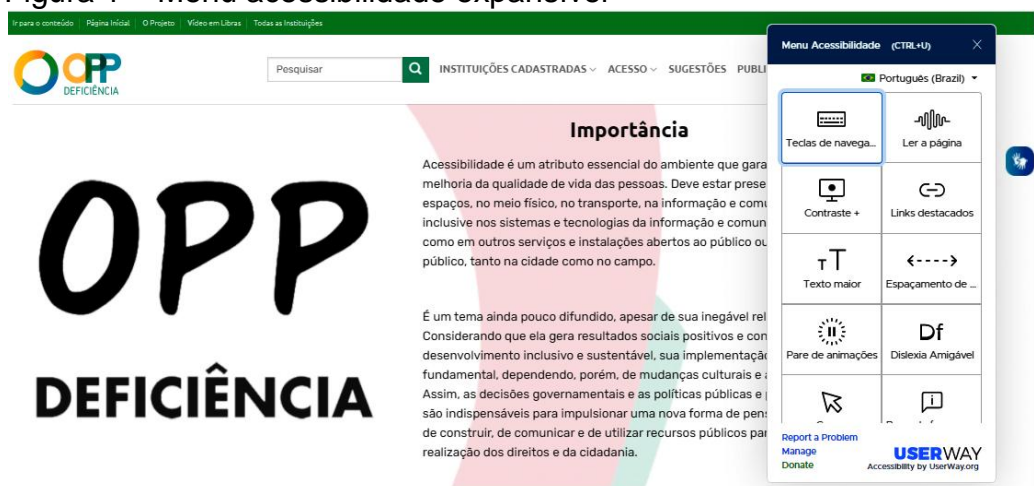 Figura 4 – Menu acessibilidade expansível
Ir para o conteúdo | Página Inicial | O Projeto | Vídeo em Libras | Todas as Instituições
OPP
DEFICIÊNCIA
Pesquisar
INSTITUIÇÕES CADASTRADAS ACESSO SUGESTÕES PUBLI
Importância
Acessibilidade é um atributo essencial do ambiente que gara
melhoria da qualidade de vida das pessoas. Deve estar prese
espaços, no meio físico, no transporte, na informação e comu
inclusive nos sistemas e tecnologias da informação e comun
como em outros serviços e instalações abertos ao público ou
público, tanto na cidade como no campo.
É um tema ainda pouco difundido, apesar de sua inegável rel
Considerando que ela gera resultados sociais positivos e con
desenvolvimento inclusivo e sustentável, sua implementaçã
fundamental, dependendo, porém, de mudanças culturais e a
Assim, as decisões governamentais e as políticas públicas e
são indispensáveis para impulsionar uma nova forma de pens
de construir, de comunicar e de utilizar recursos públicos par
realização dos direitos e da cidadania.
OPP
DEFICIÊNCIA
Menu Acessibilidade (CTRL+U)
Português (Brazil)
Teclas de navega... Ler a página
Contraste + Links destacados
Texto maior Espaçamento de ...
Pare de animações Dislexia Amigável
Report a Problem
Manage
Donate
USERWAY
Accessibility by UserWay.org